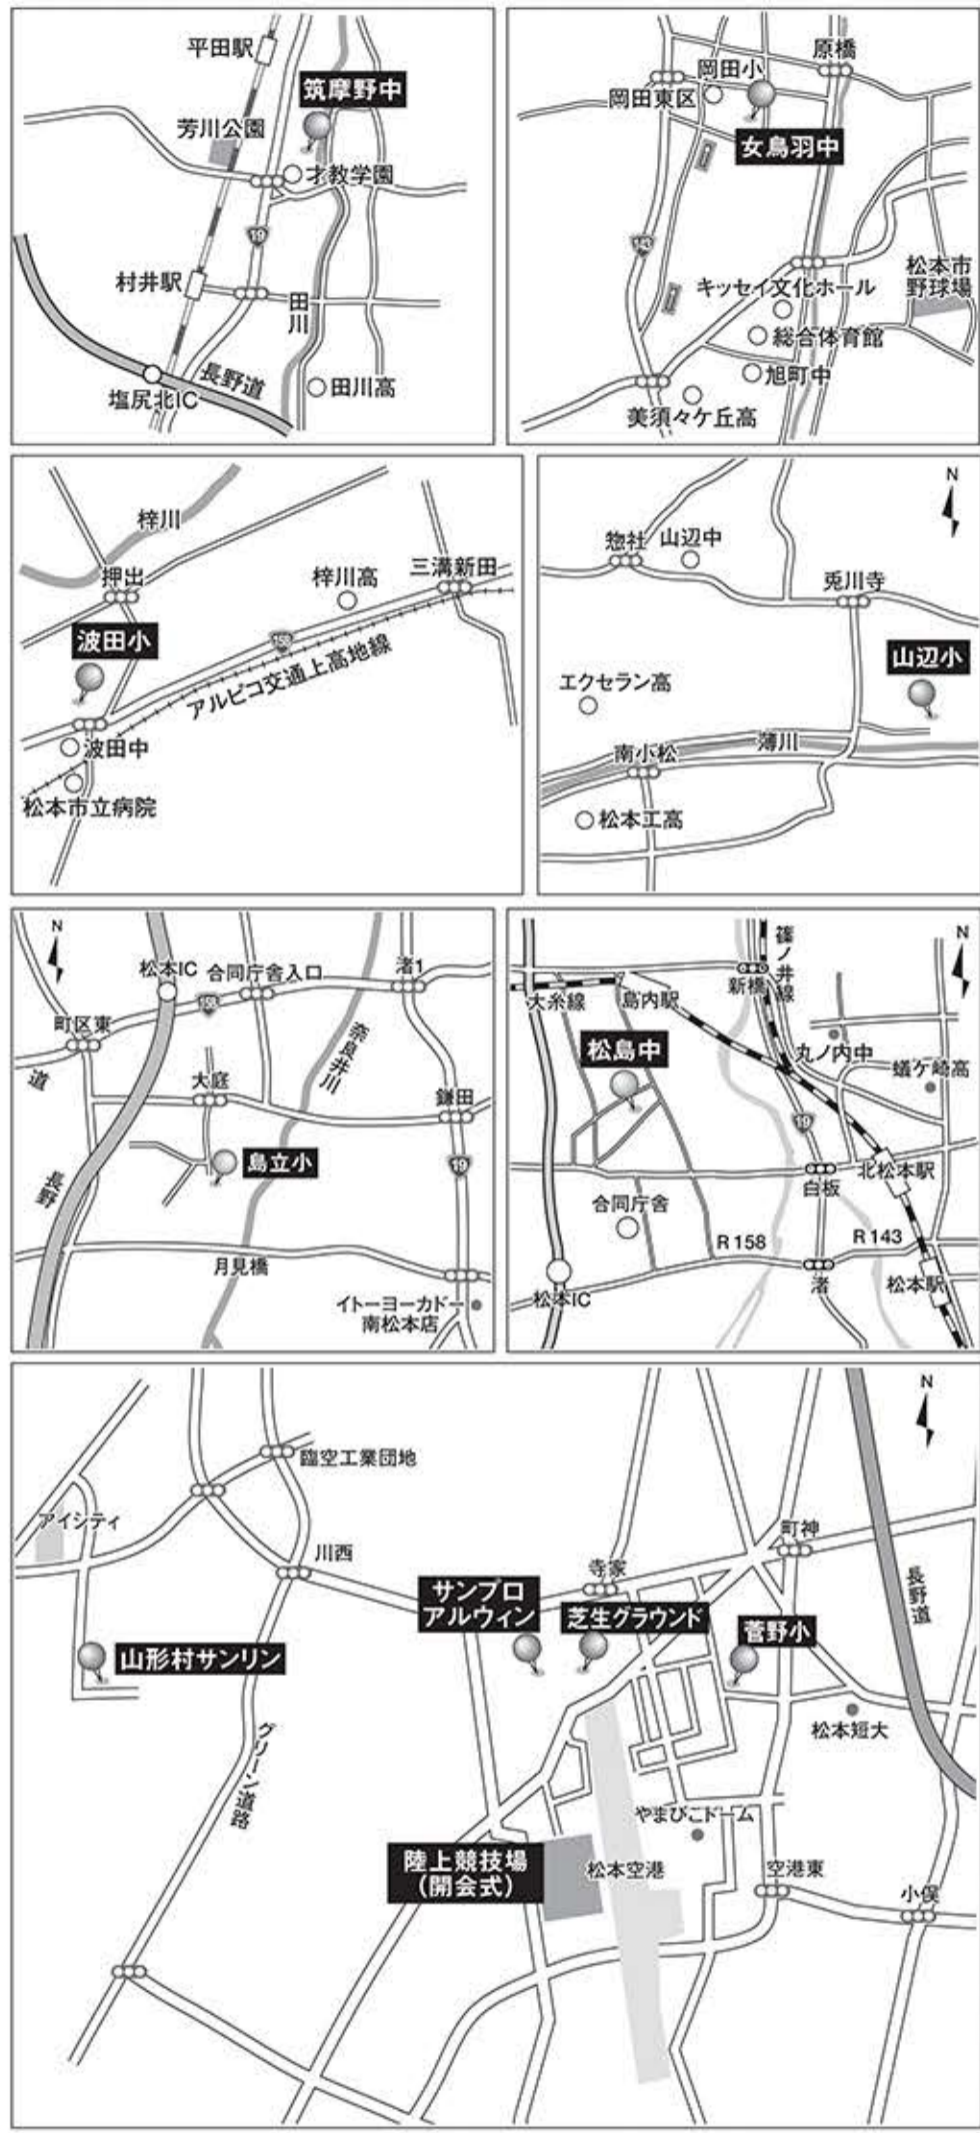 平田駅
筑摩野中
芳川公園
才教学園
19
村井駅
田川
長野道
塩尻北IC
田川高
原橋
岡田小
岡田東区
女鳥羽中
143
松本市
野球場
キッセイ文化ホール
総合体育館
旭町中
美須々ケ丘高
梓川
押出
梓川高
三溝新田
波田小
158
アルピコ交通上高地線
波田中
松本市立病院
N
惣社
山辺中
兎川寺
山辺小
エクセラン高
薄川
南小松
松本工高
N
松本IC
合同庁舎入口
渚1
158
町区東
奈良井川
長野道
大庭
鎌田
島立小
19
月見橋
イトーヨーカドー
南松本店
N
篠ノ井線
新橋
大糸線
島内駅
松島中
丸ノ内中
蟻ケ崎高
19
白板
北松本駅
合同庁舎
R 158
R 143
渚
松本IC
松本駅
N
臨空工業団地
アイシティ
川西
町神
寺家
長野道
サンプロ
アルウィン
芝生グラウンド
菅野小
山形村サンリン
松本短大
グリーン道路
やまびこドーム
陸上競技場
(開会式)
松本空港
空港東
小俣